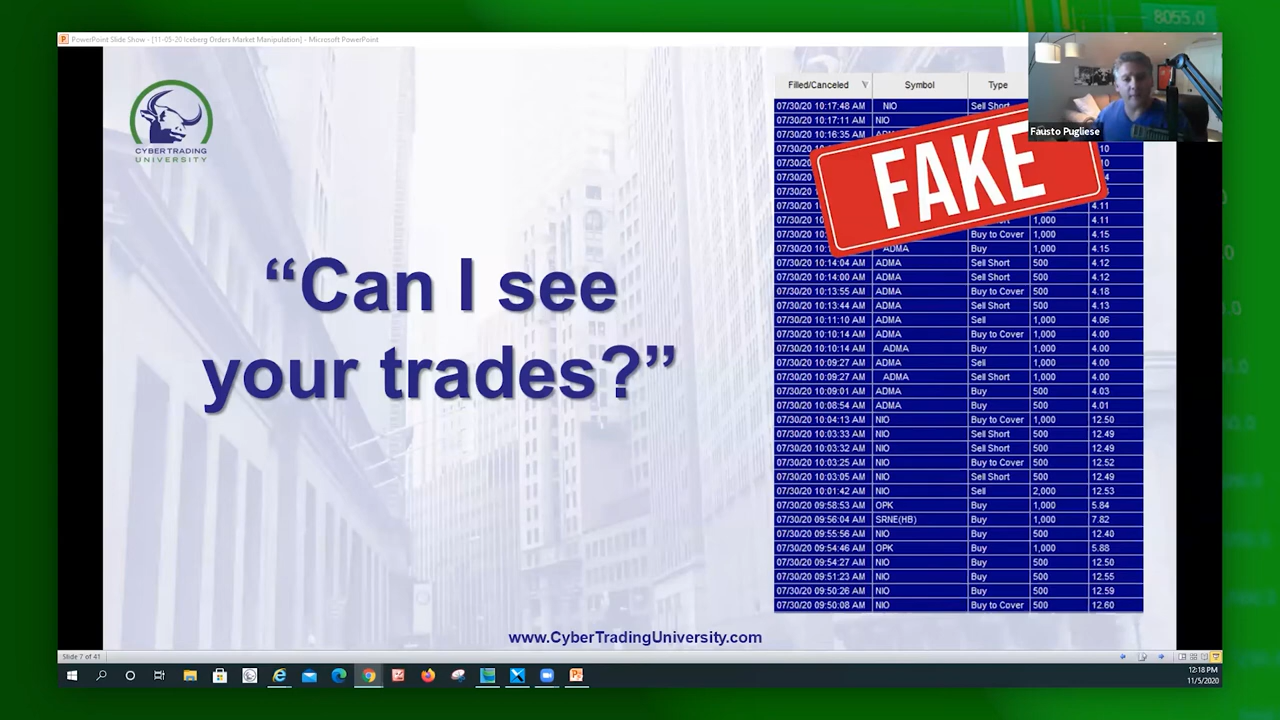 8055.0
PowerPoint Slide Show - [11-05-20 Iceberg Orders Market Manipulation] - Microsoft PowerPoint
CYBER TRADING
UNIVERSITY
“Can I see
your trades?”
Filled/Canceled Symbol Type
07/30/20 10:17:48 AM NIO Sell Short
07/30/20 10:17:11 AM NIO
07/30/20 10:16:35 AM
FAKE
Fausto Pugliese
4.11
1,000 4.11
Buy to Cover 1,000 4.15
ADMA Buy 1,000 4.15
07/30/20 10:14:04 AM ADMA Sell Short 500 4.12
07/30/20 10:14:00 AM ADMA Sell Short 500 4.12
07/30/20 10:13:55 AM ADMA Buy to Cover 500 4.18
07/30/20 10:13:44 AM ADMA Sell Short 500 4.13
07/30/20 10:11:10 AM ADMA Sell 1,000 4.06
07/30/20 10:10:14 AM ADMA Buy to Cover 1,000 4.00
07/30/20 10:10:14 AM ADMA Buy 1,000 4.00
07/30/20 10:09:27 AM ADMA Sell 1,000 4.00
07/30/20 10:09:27 AM ADMA Sell Short 1,000 4.00
07/30/20 10:09:01 AM ADMA Buy 500 4.03
07/30/20 10:08:54 AM ADMA Buy 500 4.01
07/30/20 10:04:13 AM NIO Buy to Cover 1,000 12.50
07/30/20 10:03:33 AM NIO Sell Short 500 12.49
07/30/20 10:03:32 AM NIO Sell Short 500 12.49
07/30/20 10:03:25 AM NIO Buy to Cover 500 12.52
07/30/20 10:03:05 AM NIO Sell Short 500 12.49
07/30/20 10:01:42 AM NIO Sell 2,000 12.53
07/30/20 09:58:53 AM OPK Buy 1,000 5.84
07/30/20 09:56:04 AM SRNE(HB) Buy 1,000 7.82
07/30/20 09:55:56 AM NIO Buy 500 12.40
07/30/20 09:54:46 AM OPK Buy 1,000 5.88
07/30/20 09:54:27 AM NIO Buy 500 12.50
07/30/20 09:51:23 AM NIO Buy 500 12.55
07/30/20 09:50:26 AM NIO Buy 500 12.59
07/30/20 09:50:08 AM NIO Buy to Cover 500 12.60
www.CyberTradingUniversity.com
Slide 7 of 41
12:18 PM
11/5/2020